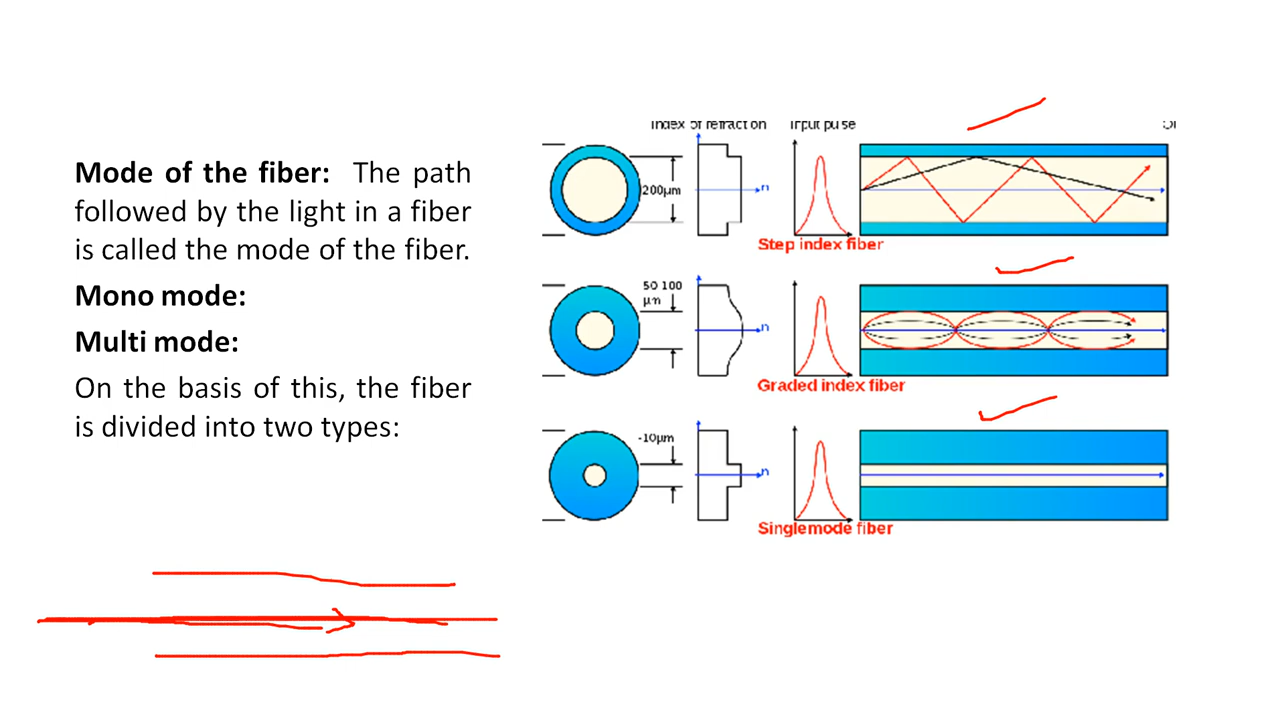 Mode of the fiber: The path
followed by the light in a fiber
is called the mode of the fiber.
Mono mode:
Multi mode:
On the basis of this, the fiber
is divided into two types:
Index of refraction
Input pulse
200µm
n
Step index fiber
50 100
µm
n
Graded index fiber
-10µm
n
Singlemode fiber